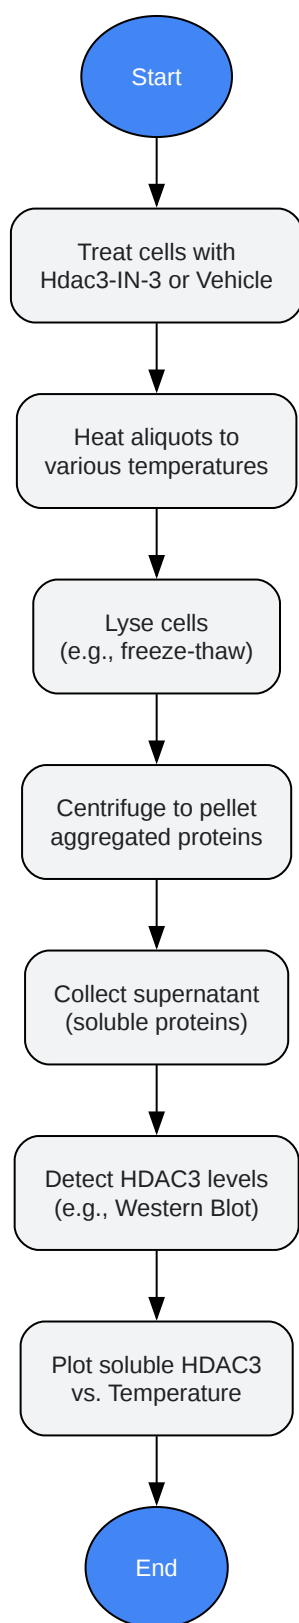 Start
Treat cells with
Hdac3-IN-3 or Vehicle
Heat aliquots to
various temperatures
Lyse cells
(e.g., freeze-thaw)
Centrifuge to pellet
aggregated proteins
Collect supernatant
(soluble proteins)
Detect HDAC3 levels
(e.g., Western Blot)
Plot soluble HDAC3
vs. Temperature
End